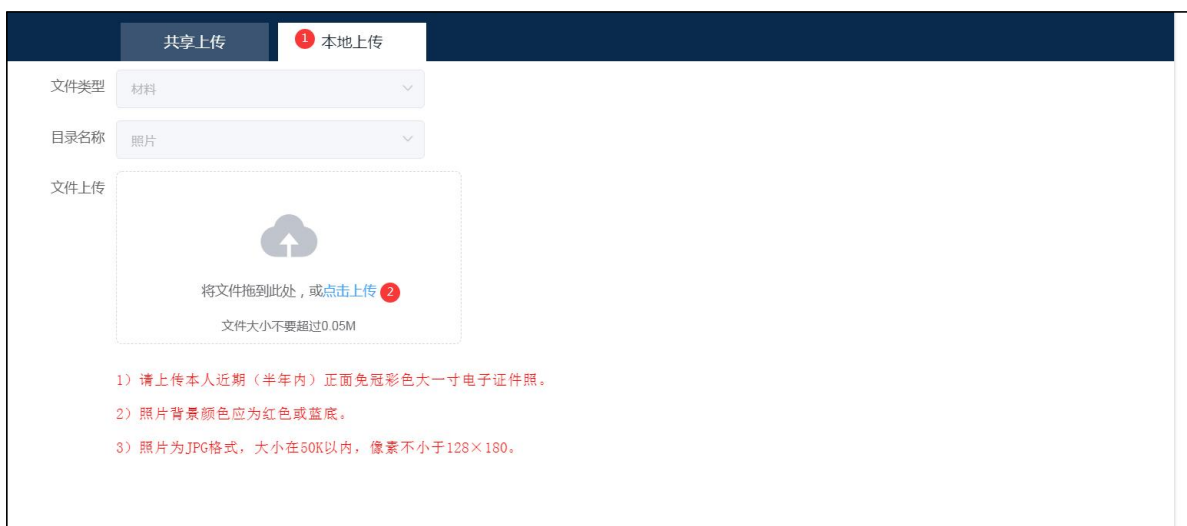 共享上传
1 本地上传
文件类型 材料
目录名称 照片
文件上传
将文件拖到此处，或点击上传 2
文件大小不要超过0.05M
1）请上传本人近期（半年内）正面免冠彩色大一寸电子证件照。
2）照片背景颜色应为红色或蓝底。
3）照片为JPG格式，大小在50K以内，像素不小于128×180。